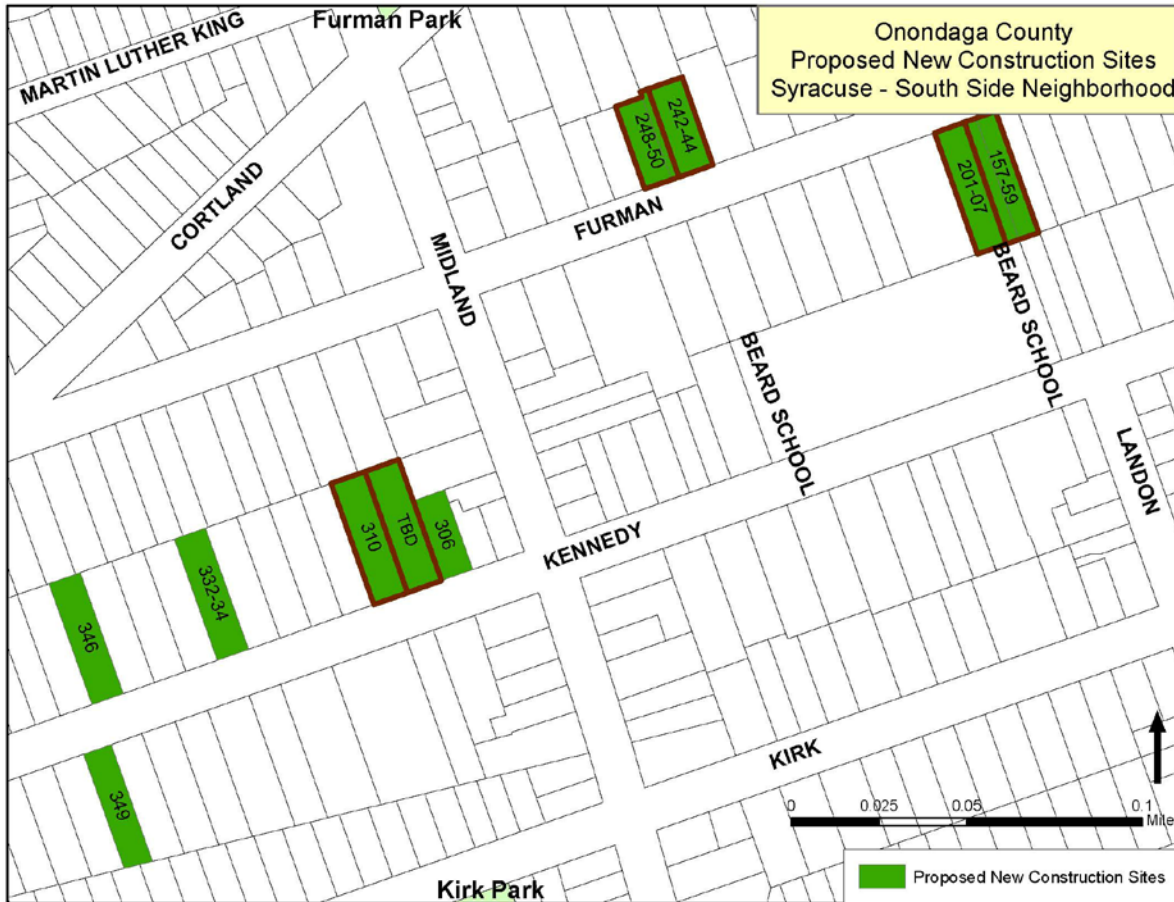 Onondaga County
Proposed New Construction Sites
Syracuse - South Side Neighborhood
Furman Park
MARTIN LUTHER KING
CORTLAND
MIDLAND
FURMAN
248-50
242-44
201-07
157-59
BEARD SCHOOL
BEARD SCHOOL
LANDON
KENNEDY
310
TBD
306
332-34
346
349
KIRK
0 0.025 0.05 0.1
Mile
Kirk Park
Proposed New Construction Sites